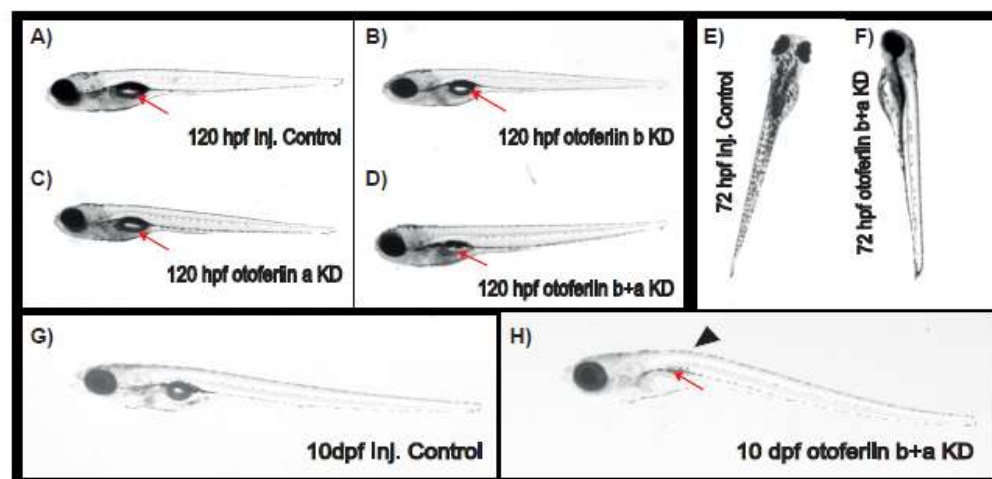 A)
120 hpf Inj. Control
B)
120 hpf otoferlin b KD
C)
120 hpf otoferlin a KD
D)
120 hpf otoferlin b+a KD
E)
72 hpf Inj. Control
F)
72 hpf otoferlin b+a KD
G)
10dpf Inj. Control
H)
10 dpf otoferlin b+a KD